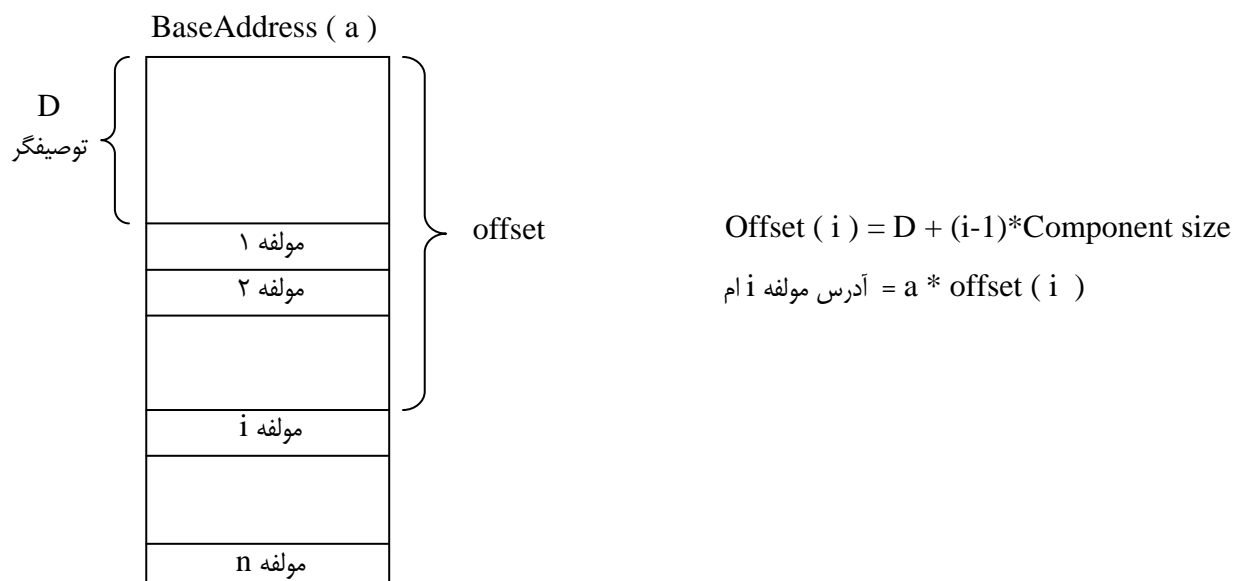 BaseAddress ( a )
D
توصیفگر
مولفه ۱
مولفه ۲
offset
مولفه i
مولفه n
Offset ( i ) = D + (i-1)*Component size
آدرس مولفه i ام = a * offset ( i )